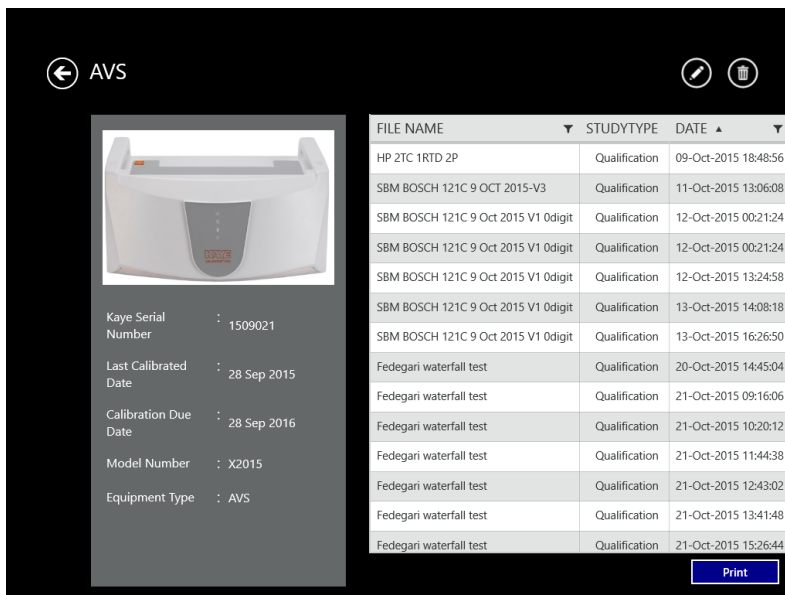 AVS
KAYE
Kaye Serial
Number
:
1509021
Last Calibrated
Date
:
28 Sep 2015
Calibration Due
Date
:
28 Sep 2016
Model Number : X2015
Equipment Type : AVS
FILE NAME STUDYTYPE DATE
HP 2TC 1RTD 2P Qualification 09-Oct-2015 18:48:56
SBM BOSCH 121C 9 OCT 2015-V3 Qualification 11-Oct-2015 13:06:08
SBM BOSCH 121C 9 Oct 2015 V1 0digit Qualification 12-Oct-2015 00:21:24
SBM BOSCH 121C 9 Oct 2015 V1 0digit Qualification 12-Oct-2015 00:21:24
SBM BOSCH 121C 9 Oct 2015 V1 0digit Qualification 12-Oct-2015 13:24:58
SBM BOSCH 121C 9 Oct 2015 V1 0digit Qualification 13-Oct-2015 14:08:18
SBM BOSCH 121C 9 Oct 2015 V1 0digit Qualification 13-Oct-2015 16:26:50
Fedegari waterfall test Qualification 20-Oct-2015 14:45:04
Fedegari waterfall test Qualification 21-Oct-2015 09:16:06
Fedegari waterfall test Qualification 21-Oct-2015 10:20:12
Fedegari waterfall test Qualification 21-Oct-2015 11:44:38
Fedegari waterfall test Qualification 21-Oct-2015 12:43:02
Fedegari waterfall test Qualification 21-Oct-2015 13:41:48
Fedegari waterfall test Qualification 21-Oct-2015 15:26:44
Print